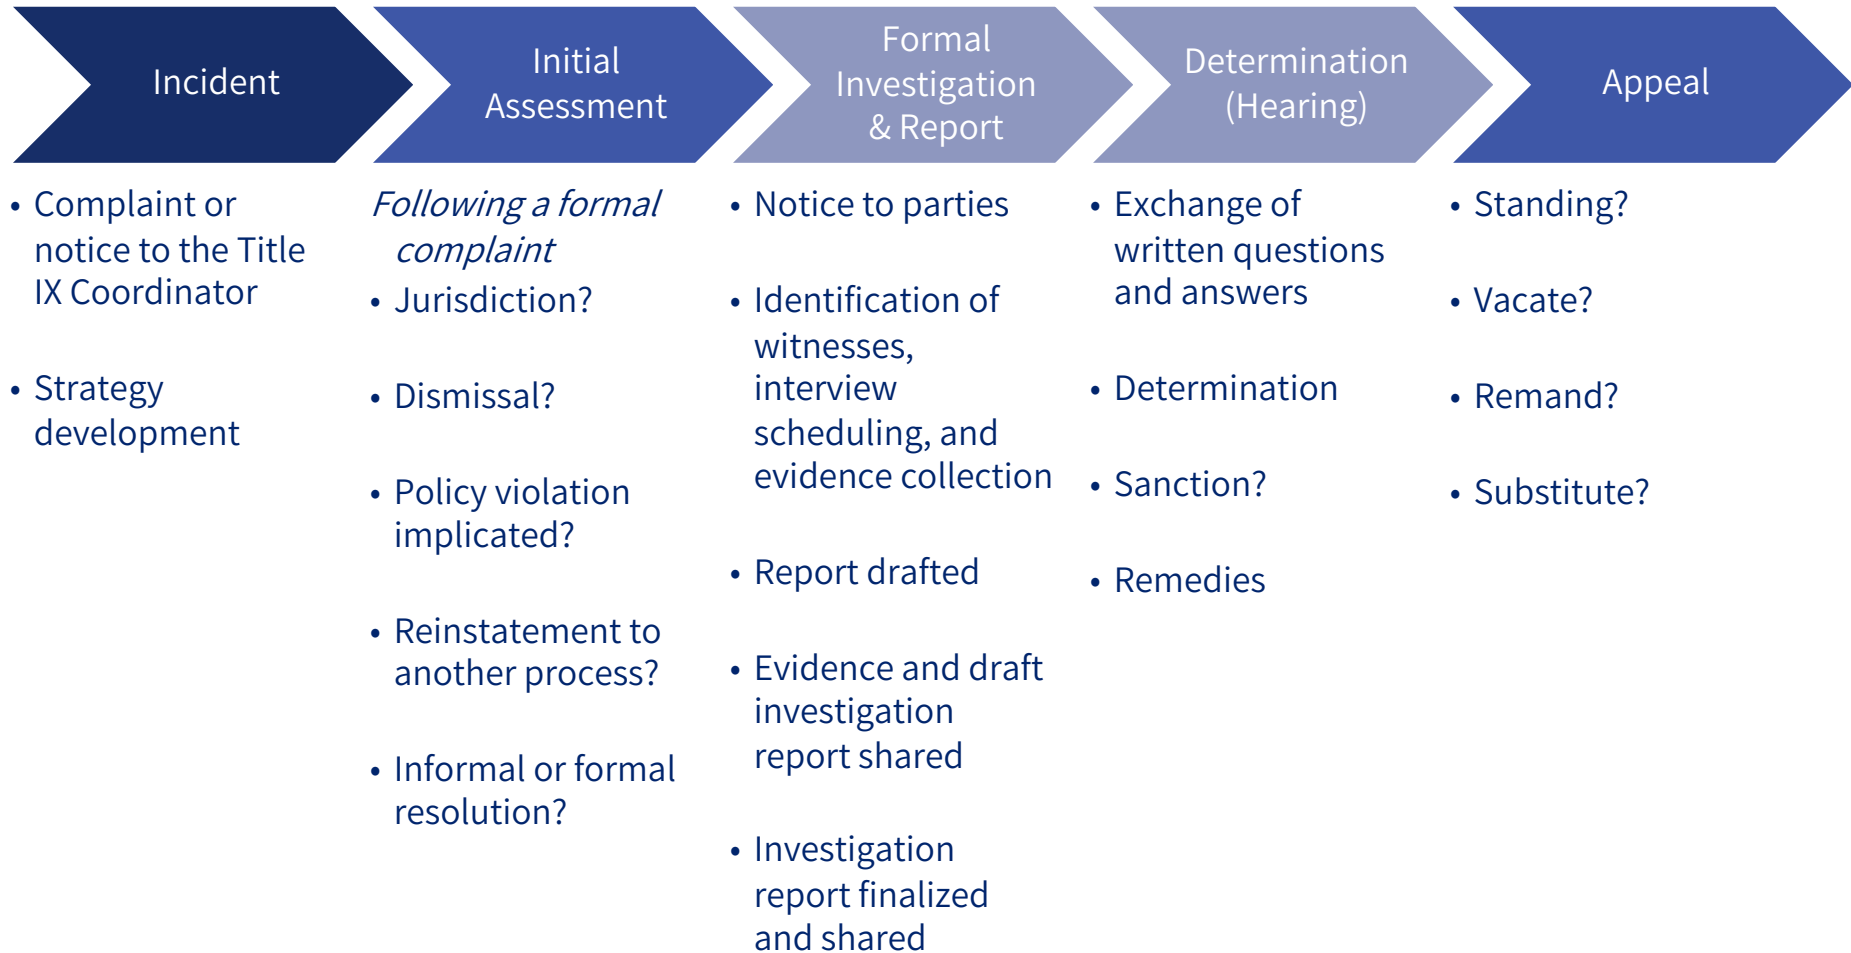 Incident
Initial
Assessment
Formal
Investigation
& Report
Determination
(Hearing)
Appeal
• Complaint or
notice to the Title
IX Coordinator
• Strategy
development
Following a formal
complaint
• Jurisdiction?
• Dismissal?
• Policy violation
implicated?
• Reinstatement to
another process?
• Informal or formal
resolution?
• Notice to parties
• Identification of
witnesses,
interview
scheduling, and
evidence collection
• Report drafted
• Evidence and draft
investigation
report shared
• Investigation
report finalized
and shared
• Exchange of
written questions
and answers
• Determination
• Sanction?
• Remedies
• Standing?
• Vacate?
• Remand?
• Substitute?